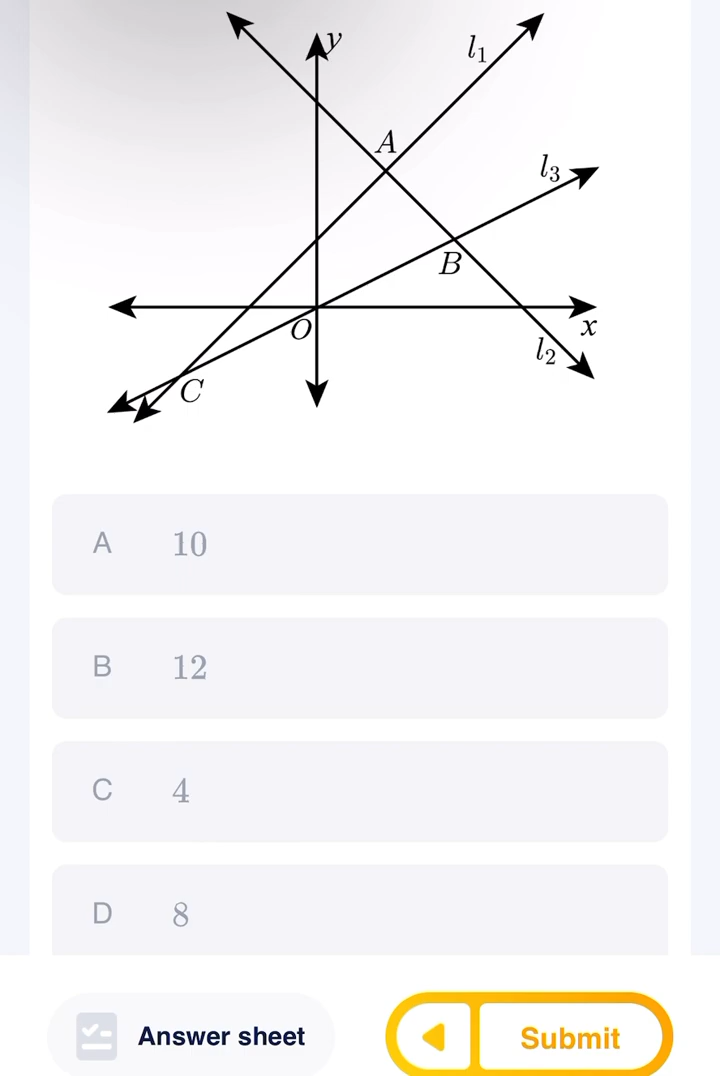 y
l₁
A
l₃
B
O
x
l₂
C
A 10
B 12
C 4
D 8
Answer sheet
Submit